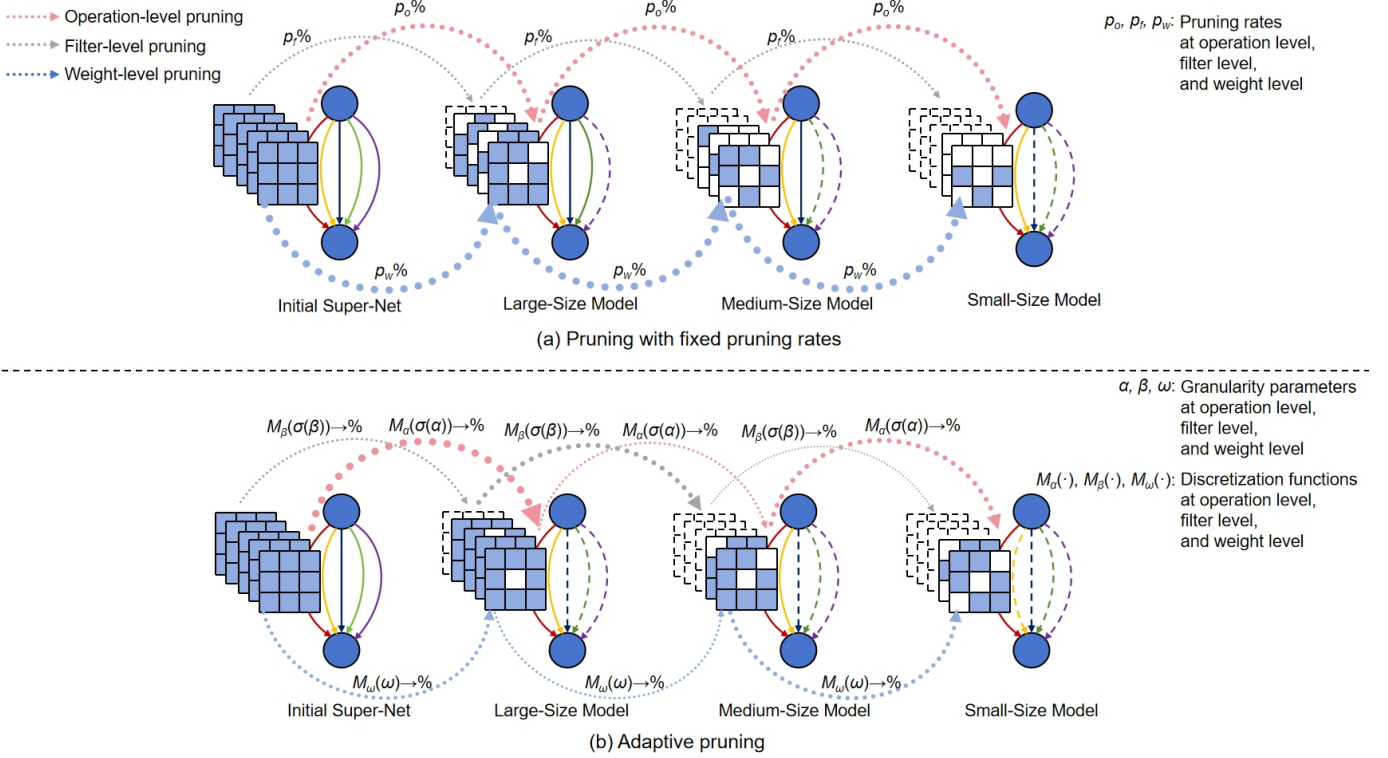 Operation-level pruning
Filter-level pruning
Weight-level pruning
p_o%
p_o%
p_o%
p_f%
p_f%
p_f%
p_o, p_f, p_w: Pruning rates
at operation level,
filter level,
and weight level
p_w%
p_w%
p_w%
Initial Super-Net
Large-Size Model
Medium-Size Model
Small-Size Model
(a) Pruning with fixed pruning rates
α, β, ω: Granularity parameters
at operation level,
filter level,
and weight level
M_β(σ(β))→%
M_α(σ(α))→%
M_β(σ(β))→%
M_α(σ(α))→%
M_β(σ(β))→%
M_α(σ(α))→%
M_α(·), M_β(·), M_ω(·): Discretization functions
at operation level,
filter level,
and weight level
M_ω(ω)→%
M_ω(ω)→%
M_ω(ω)→%
Initial Super-Net
Large-Size Model
Medium-Size Model
Small-Size Model
(b) Adaptive pruning